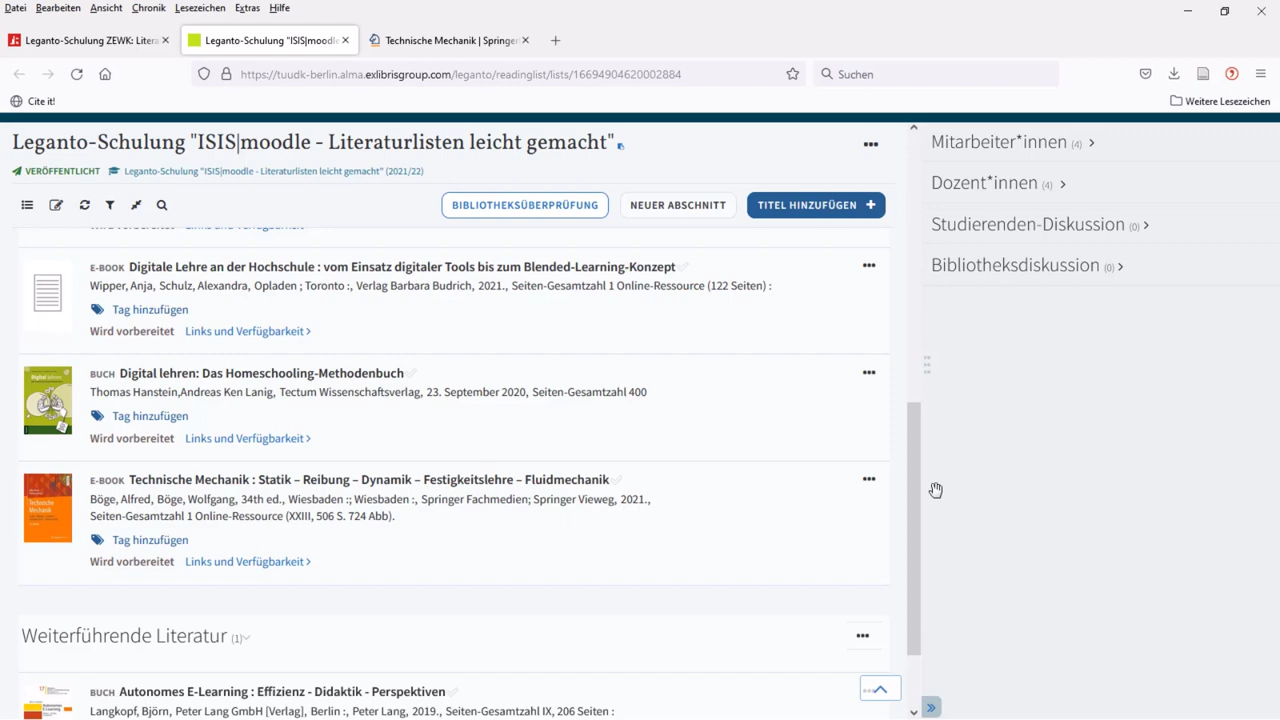 Datei Bearbeiten Ansicht Chronik Lesezeichen Extras Hilfe
Leganto-Schulung ZEWK: Litera
Leganto-Schulung "ISIS|moodle
Technische Mechanik | Springer
https://tuudk-berlin.alma.exlibrisgroup.com/leganto/readinglist/lists/16694904620002884
Suchen
Cite it!
Weitere Lesezeichen
Leganto-Schulung "ISIS|moodle - Literaturlisten leicht gemacht"
VERÖFFENTLICHT Leganto-Schulung "ISIS|moodle - Literaturlisten leicht gemacht" (2021/22)
BIBLIOTHEKSÜBERPRÜFUNG NEUER ABSCHNITT TITEL HINZUFÜGEN +
E-BOOK Digitale Lehre an der Hochschule : vom Einsatz digitaler Tools bis zum Blended-Learning-Konzept
Wipper, Anja, Schulz, Alexandra, Opladen ; Toronto :, Verlag Barbara Budrich, 2021., Seiten-Gesamtzahl 1 Online-Ressource (122 Seiten) :
Tag hinzufügen
Wird vorbereitet Links und Verfügbarkeit
BUCH Digital lehren: Das Homeschooling-Methodenbuch
Thomas Hanstein,Andreas Ken Lanig, Tectum Wissenschaftsverlag, 23. September 2020, Seiten-Gesamtzahl 400
Tag hinzufügen
Wird vorbereitet Links und Verfügbarkeit
E-BOOK Technische Mechanik : Statik – Reibung – Dynamik – Festigkeitslehre – Fluidmechanik
Böge, Alfred, Böge, Wolfgang, 34th ed., Wiesbaden :; Wiesbaden :, Springer Fachmedien; Springer Vieweg, 2021.,
Seiten-Gesamtzahl 1 Online-Ressource (XXIII, 506 S. 724 Abb).
Tag hinzufügen
Wird vorbereitet Links und Verfügbarkeit
Weiterführende Literatur (1)
BUCH Autonomes E-Learning : Effizienz - Didaktik - Perspektiven
Langkopf, Björn, Peter Lang GmbH [Verlag], Berlin :, Peter Lang, 2019., Seiten-Gesamtzahl IX, 206 Seiten :
Mitarbeiter*innen (4)
Dozent*innen (4)
Studierenden-Diskussion (0)
Bibliotheksdiskussion (0)